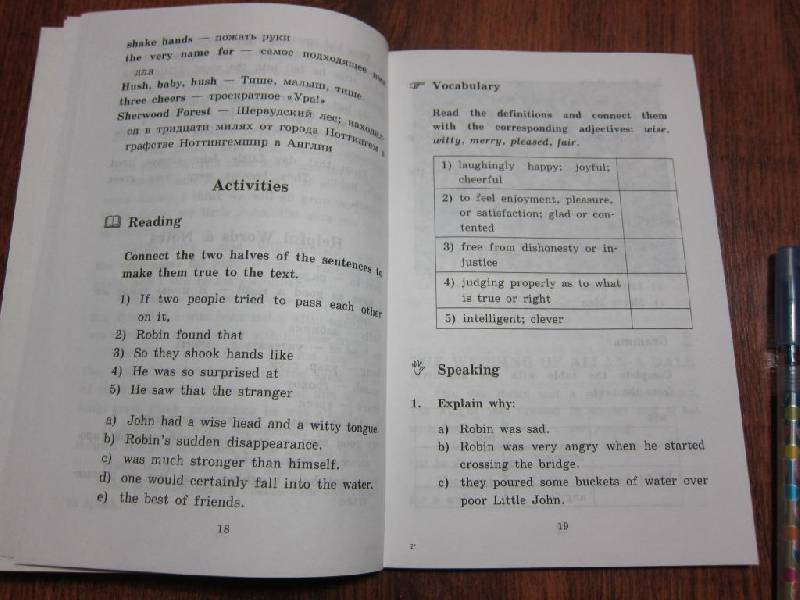 shake hands — пожать руки
the very name for — самое подходящее имя
для
Hush, baby, hush — Тише, малыш, тише
three cheers — троекратное «Ура!»
Sherwood Forest — Шервудский лес; находил-
ся в тридцати милях от города Ноттингем в
графстве Ноттингемшир в Англии
Activities
Reading
Connect the two halves of the sentences to
make them true to the text.
1) If two people tried to pass each other
on it,
2) Robin found that
3) So they shook hands like
4) He was so surprised at
5) He saw that the stranger
a) John had a wise head and a witty tongue.
b) Robin's sudden disappearance.
c) was much stronger than himself.
d) one would certainly fall into the water.
e) the best of friends.
18
Vocabulary
Read the definitions and connect them
with the corresponding adjectives: wise,
witty, merry, pleased, fair.
1) laughingly happy; joyful;
cheerful
2) to feel enjoyment, pleasure,
or satisfaction; glad or con-
tented
3) free from dishonesty or in-
justice
4) judging properly as to what
is true or right
5) intelligent; clever
Speaking
1. Explain why:
a) Robin was sad.
b) Robin was very angry when he started
crossing the bridge.
c) they poured some buckets of water over
poor Little John.
19
2*